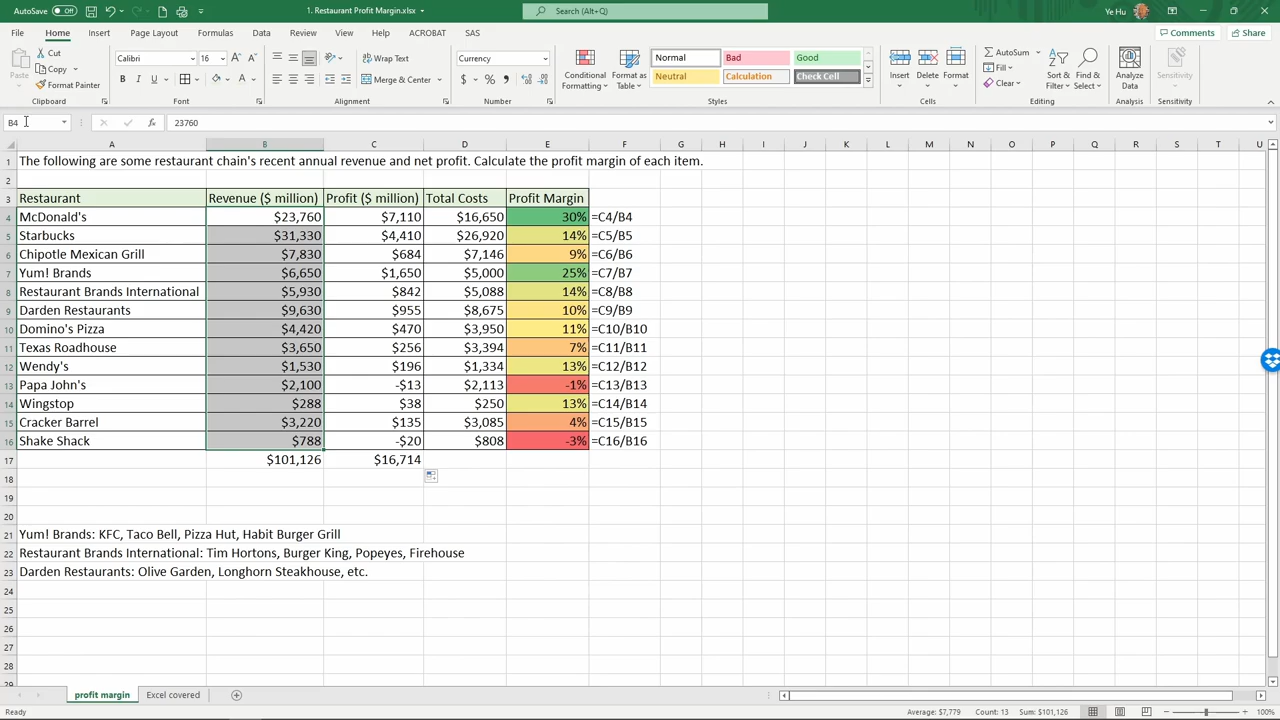 AutoSave Off 1. Restaurant Profit Margin.xlsx Search (Alt+Q) Ye Hu
File Home Insert Page Layout Formulas Data Review View Help ACROBAT SAS Comments Share
Paste Cut Copy Format Painter Calibri 16 Wrap Text Merge & Center Currency Conditional Formatting Format as Table Normal Bad Good Neutral Calculation Check Cell Insert Delete Format AutoSum Fill Clear Sort & Filter Find & Select Analyze Data Sensitivity
Clipboard Font Alignment Number Styles Cells Editing Analysis Sensitivity
B4 23760
A B C D E F G H I J K L M N O P Q R S T U
1 The following are some restaurant chain's recent annual revenue and net profit. Calculate the profit margin of each item.
2
3 Restaurant Revenue ($ million) Profit ($ million) Total Costs Profit Margin
4 McDonald's $23,760 $7,110 $16,650 30% =C4/B4
5 Starbucks $31,330 $4,410 $26,920 14% =C5/B5
6 Chipotle Mexican Grill $7,830 $684 $7,146 9% =C6/B6
7 Yum! Brands $6,650 $1,650 $5,000 25% =C7/B7
8 Restaurant Brands International $5,930 $842 $5,088 14% =C8/B8
9 Darden Restaurants $9,630 $955 $8,675 10% =C9/B9
10 Domino's Pizza $4,420 $470 $3,950 11% =C10/B10
11 Texas Roadhouse $3,650 $256 $3,394 7% =C11/B11
12 Wendy's $1,530 $196 $1,334 13% =C12/B12
13 Papa John's $2,100 -$13 $2,113 -1% =C13/B13
14 Wingstop $288 $38 $250 13% =C14/B14
15 Cracker Barrel $3,220 $135 $3,085 4% =C15/B15
16 Shake Shack $788 -$20 $808 -3% =C16/B16
17 $101,126 $16,714
18
19
20
21 Yum! Brands: KFC, Taco Bell, Pizza Hut, Habit Burger Grill
22 Restaurant Brands International: Tim Hortons, Burger King, Popeyes, Firehouse
23 Darden Restaurants: Olive Garden, Longhorn Steakhouse, etc.
24
25
26
27
28
29
profit margin Excel covered
Ready Average: $7,779 Count: 13 Sum: $101,126 100%